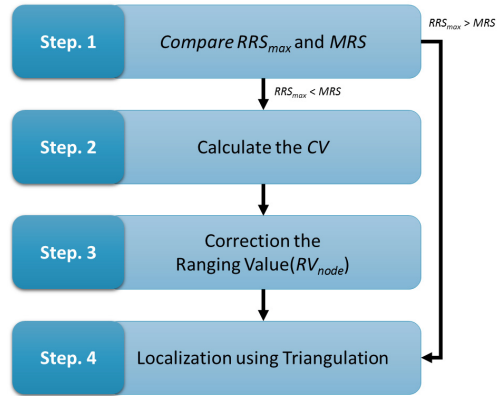 Step. 1
Compare RRSmax and MRS
RRSmax > MRS
RRSmax < MRS
Step. 2
Calculate the CV
Step. 3
Correction the
Ranging Value(RVnode)
Step. 4
Localization using Triangulation